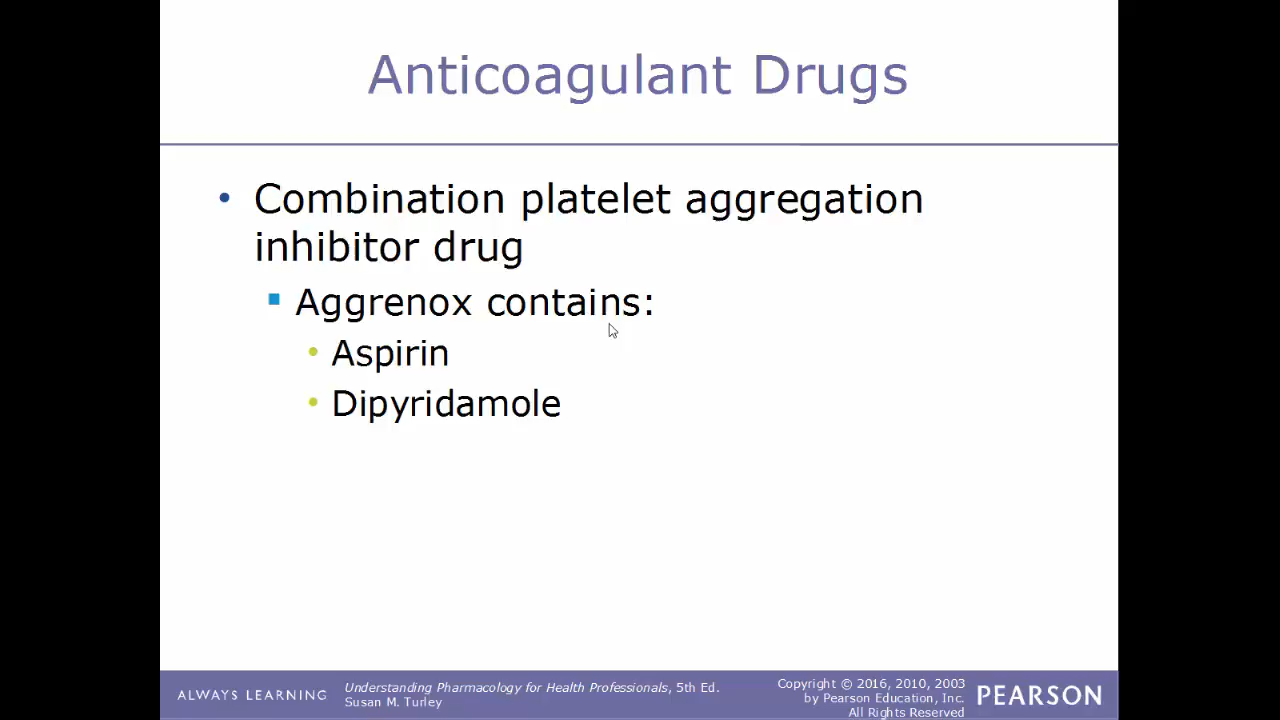 Anticoagulant Drugs
• Combination platelet aggregation
inhibitor drug
▪ Aggrenox contains:
• Aspirin
• Dipyridamole
ALWAYS LEARNING
Understanding Pharmacology for Health Professionals, 5th Ed.
Susan M. Turley
Copyright © 2016, 2010, 2003
by Pearson Education, Inc.
All Rights Reserved
PEARSON